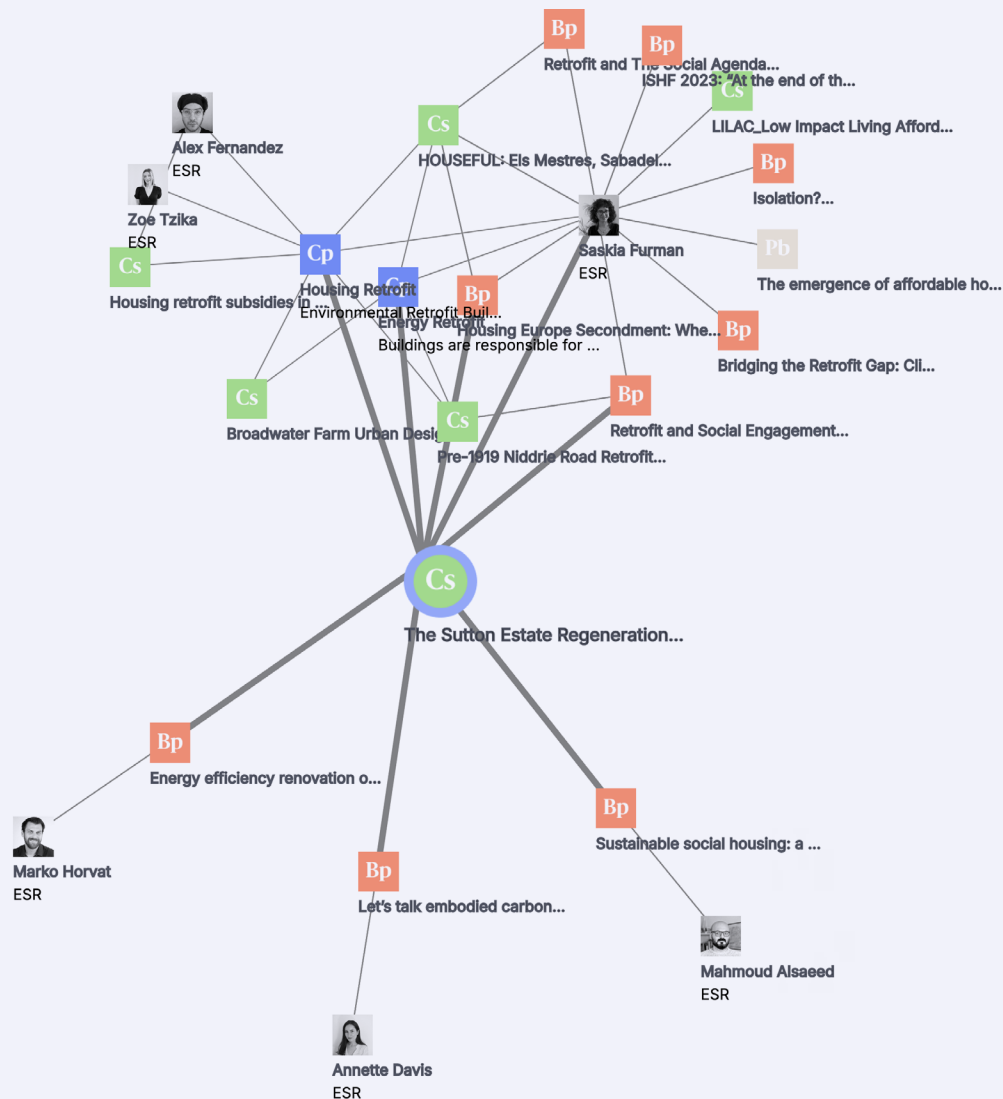 Bp
Retrofit and The Social Agenda...
Bp
ISHF 2023: “At the end of th...
Cs
LILAC_Low Impact Living Afford...
Alex Fernandez
ESR
Cs
HOUSEFUL: Els Mestres, Sabadel...
Bp
Isolation?...
Zoe Tzika
ESR
Saskia Furman
ESR
Pb
The emergence of affordable ho...
Cs
Housing retrofit subsidies in ...
Cp
Housing Retrofit
Environmental Retrofit Buil...
Cp
Energy Retrofit
Buildings are responsible for ...
Bp
Housing Europe Secondment: Whe...
Bp
Bridging the Retrofit Gap: Cli...
Cs
Broadwater Farm Urban Desig
Cs
Pre-1919 Niddrie Road Retrofit...
Bp
Retrofit and Social Engagement...
Cs
The Sutton Estate Regeneration...
Bp
Energy efficiency renovation o...
Bp
Sustainable social housing: a ...
Marko Horvat
ESR
Bp
Let’s talk embodied carbon...
Mahmoud Alsaeed
ESR
Annette Davis
ESR